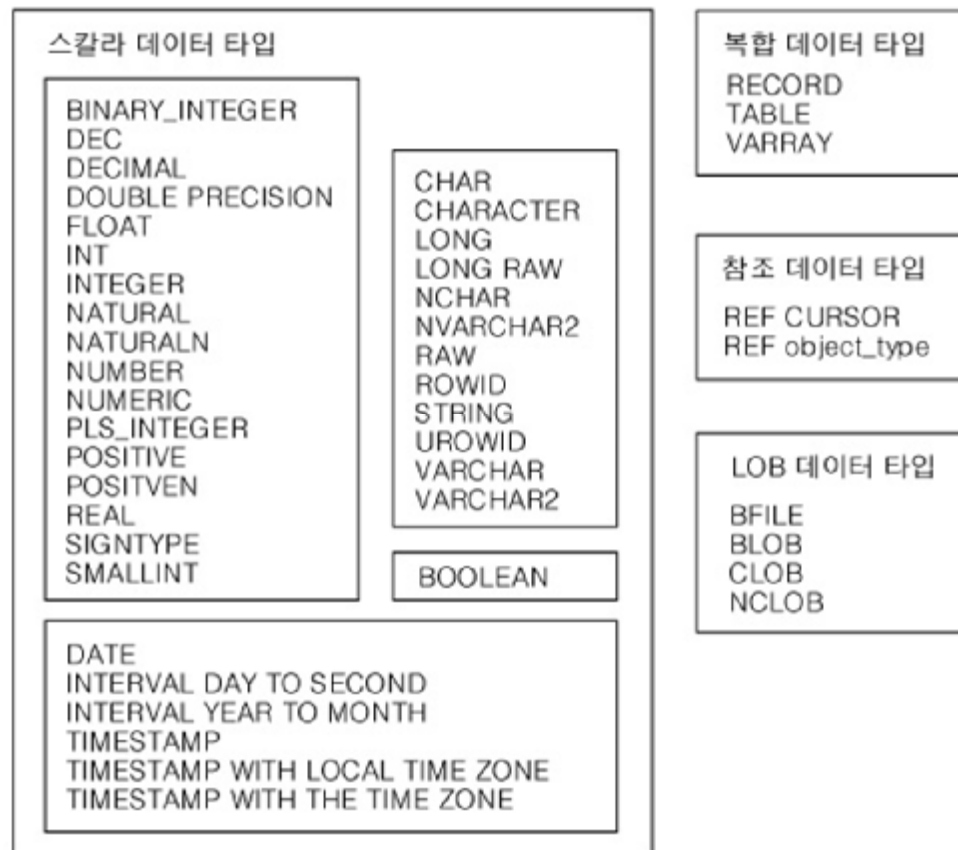 스칼라 데이터 타입
BINARY_INTEGER
DEC
DECIMAL
DOUBLE PRECISION
FLOAT
INT
INTEGER
NATURAL
NATURALN
NUMBER
NUMERIC
PLS_INTEGER
POSITIVE
POSITVEN
REAL
SIGNTYPE
SMALLINT
CHAR
CHARACTER
LONG
LONG RAW
NCHAR
NVARCHAR2
RAW
ROWID
STRING
UROWID
VARCHAR
VARCHAR2
BOOLEAN
DATE
INTERVAL DAY TO SECOND
INTERVAL YEAR TO MONTH
TIMESTAMP
TIMESTAMP WITH LOCAL TIME ZONE
TIMESTAMP WITH THE TIME ZONE
복합 데이터 타입
RECORD
TABLE
VARRAY
참조 데이터 타입
REF CURSOR
REF object_type
LOB 데이터 타입
BFILE
BLOB
CLOB
NCLOB